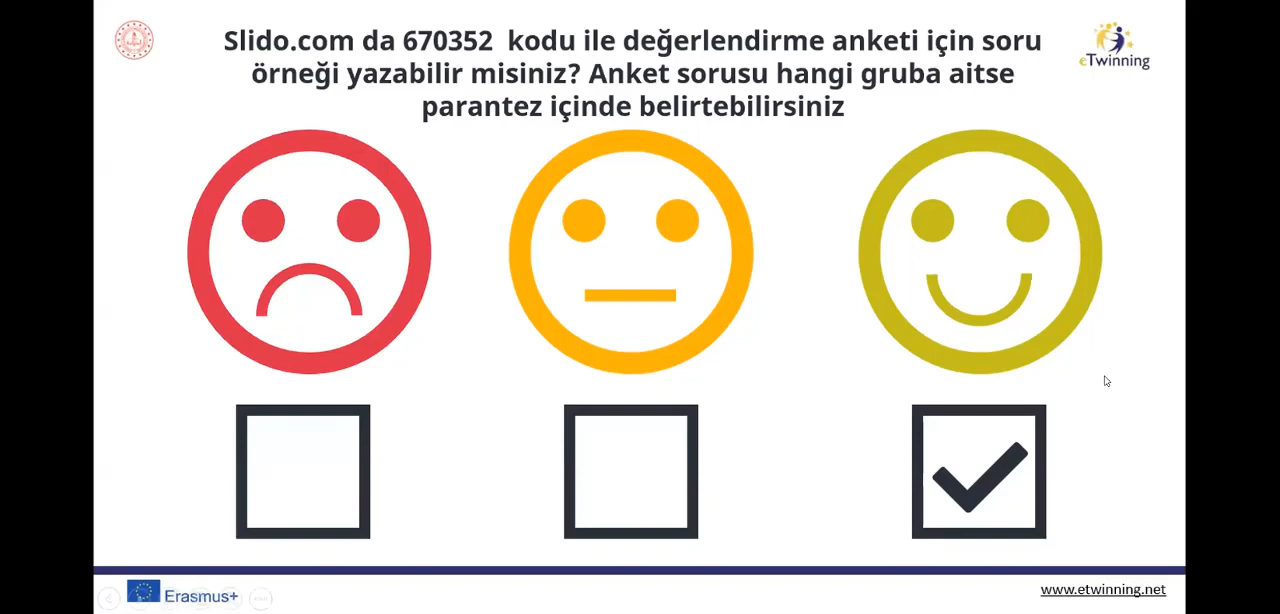 Slido.com da 670352 kodu ile değerlendirme anketi için soru
örneği yazabilir misiniz? Anket sorusu hangi gruba aitse
parantez içinde belirtebilirsiniz
eTwinning
Erasmus+
www.etwinning.net